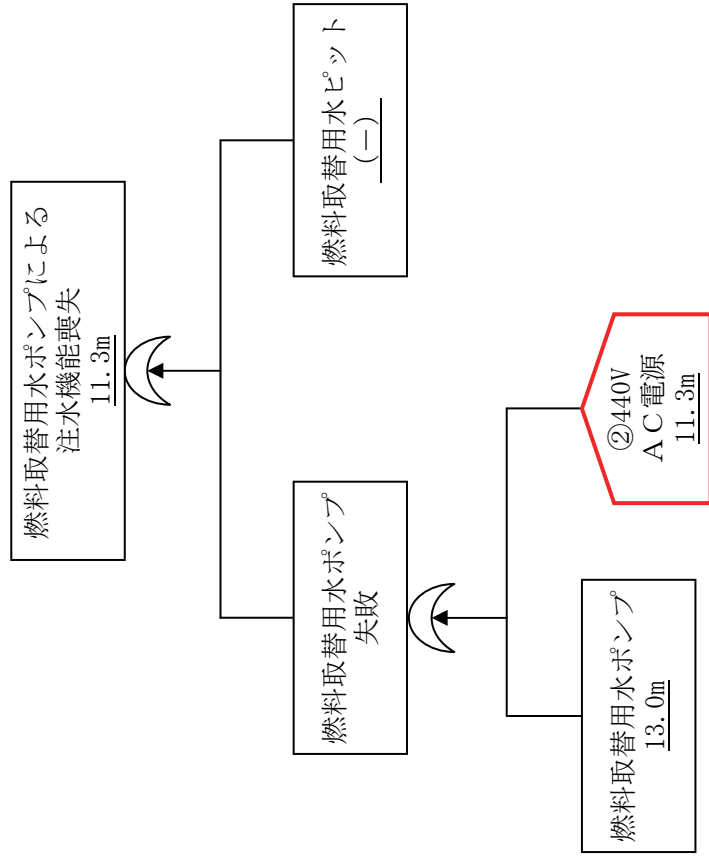 燃料取替用水ポンプによる
注水機能喪失
11.3m
燃料取替用水ポンプ
失敗
燃料取替用水ピット
(－)
燃料取替用水ポンプ
13.0m
②440V
ＡＣ電源
11.3m